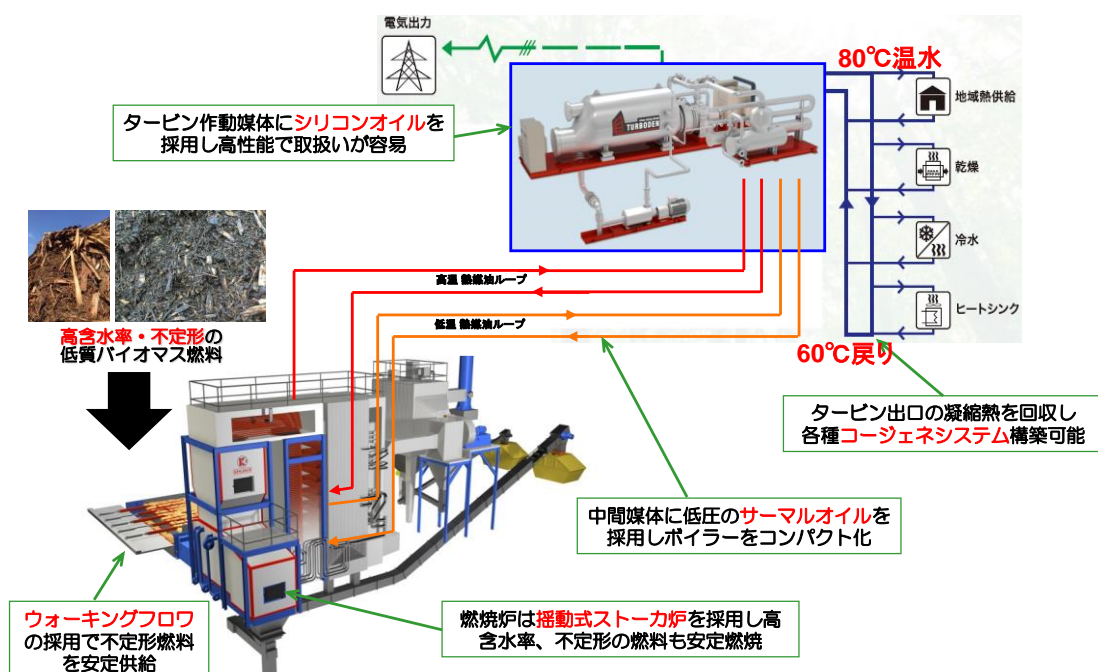 電気出力
80℃温水
地域熱供給
乾燥
冷水
ヒートシンク
60℃戻り
TURBODEN
タービン作動媒体にシリコンオイルを
採用し高性能で取扱いが容易
高含水率・不定形の
低質バイオマス燃料
高温 熱媒油ループ
低温 熱媒油ループ
タービン出口の凝縮熱を回収し
各種コージェネシステム構築可能
中間媒体に低圧のサーマルオイルを
採用しボイラーをコンパクト化
ウォーキングフロワ
の採用で不定形燃料
を安定供給
燃焼炉は揺動式ストーカ炉を採用し高
含水率、不定形の燃料も安定燃焼